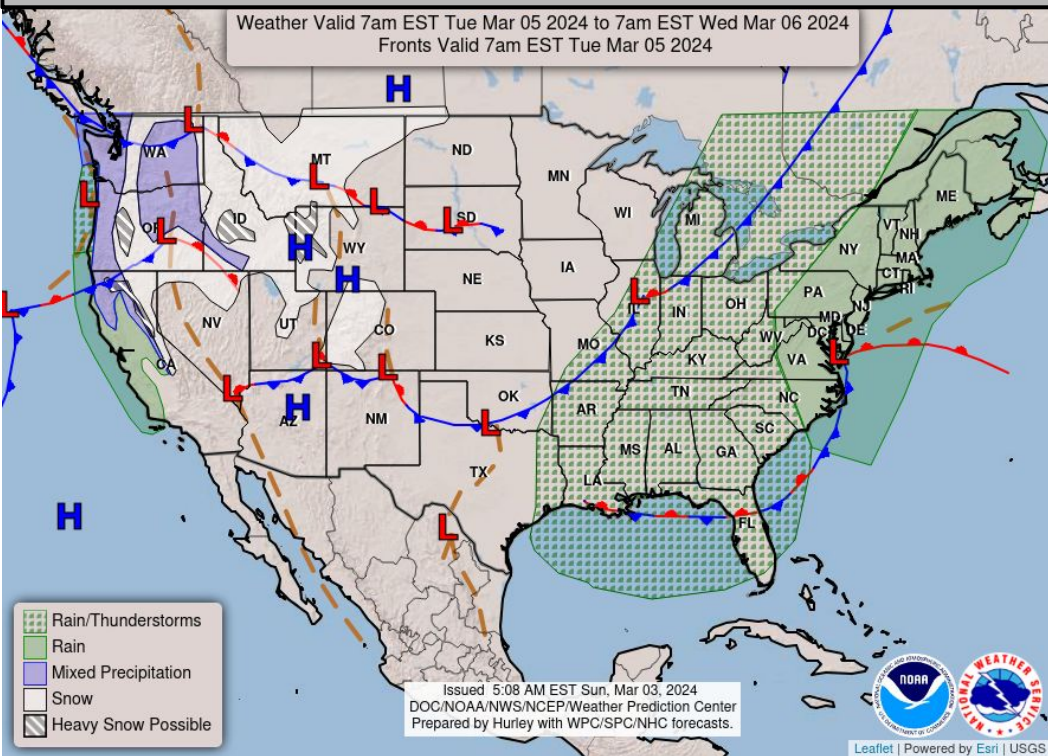 Weather Valid 7am EST Tue Mar 05 2024 to 7am EST Wed Mar 06 2024
Fronts Valid 7am EST Tue Mar 05 2024
H
L
WA
MT
ND
MN
ME
L
L
OR
ID
H
L
L
SD
WI
MI
VT
NH
NY
MA
CT
RI
L
WY
H
NE
IA
L
IL
IN
OH
PA
NJ
MD
DE
DC
L
NV
UT
CO
KS
MO
WV
VA
L
CA
L
L
KY
L
H
AZ
NM
OK
AR
TN
NC
L
TX
MS
AL
GA
SC
LA
H
L
FL
Rain/Thunderstorms
Rain
Mixed Precipitation
Snow
Heavy Snow Possible
Issued 5:08 AM EST Sun, Mar 03, 2024
DOC/NOAA/NWS/NCEP/Weather Prediction Center
Prepared by Hurley with WPC/SPC/NHC forecasts.
NOAA
NATIONAL WEATHER SERVICE
Leaflet | Powered by Esri | USGS